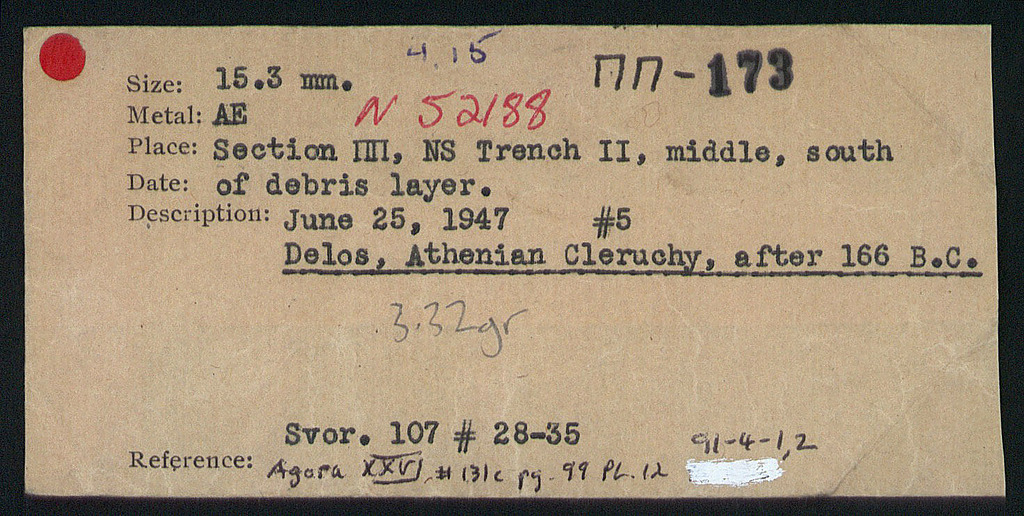 4.15
ΠΠ-173
Size: 15.3 mm.
Metal: AE
N 52188
Place: Section ΠΠ, NS Trench II, middle, south
Date: of debris layer.
Description: June 25, 1947 #5
Delos, Athenian Cleruchy, after 166 B.C.
3.32gr
Svor. 107 # 28-35
91-4-1,2
Reference: Agora XXVI, #131c pg. 99 PL. 12